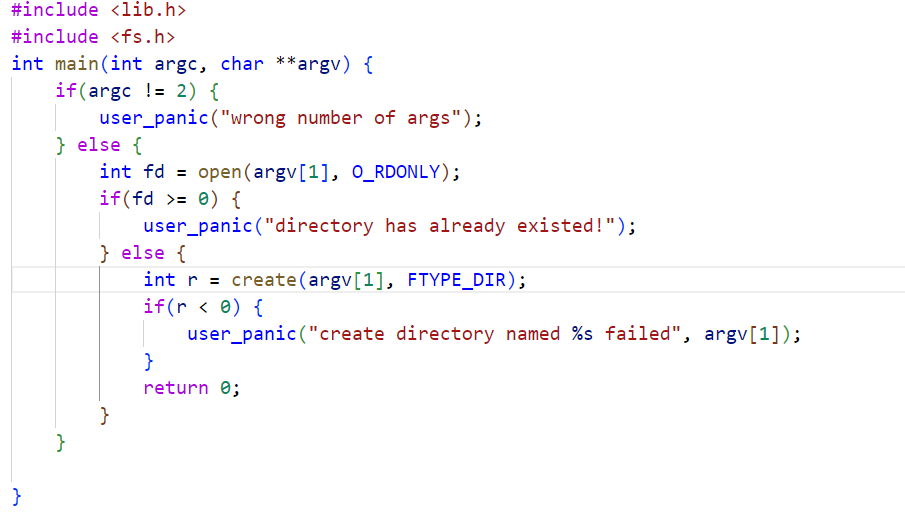 #include <lib.h>
#include <fs.h>
int main(int argc, char **argv) {
    if(argc != 2) {
        user_panic("wrong number of args");
    } else {
        int fd = open(argv[1], O_RDONLY);
        if(fd >= 0) {
            user_panic("directory has already existed!");
        } else {
            int r = create(argv[1], FTYPE_DIR);
            if(r < 0) {
                user_panic("create directory named %s failed", argv[1]);
            }
            return 0;
        }
    }

}